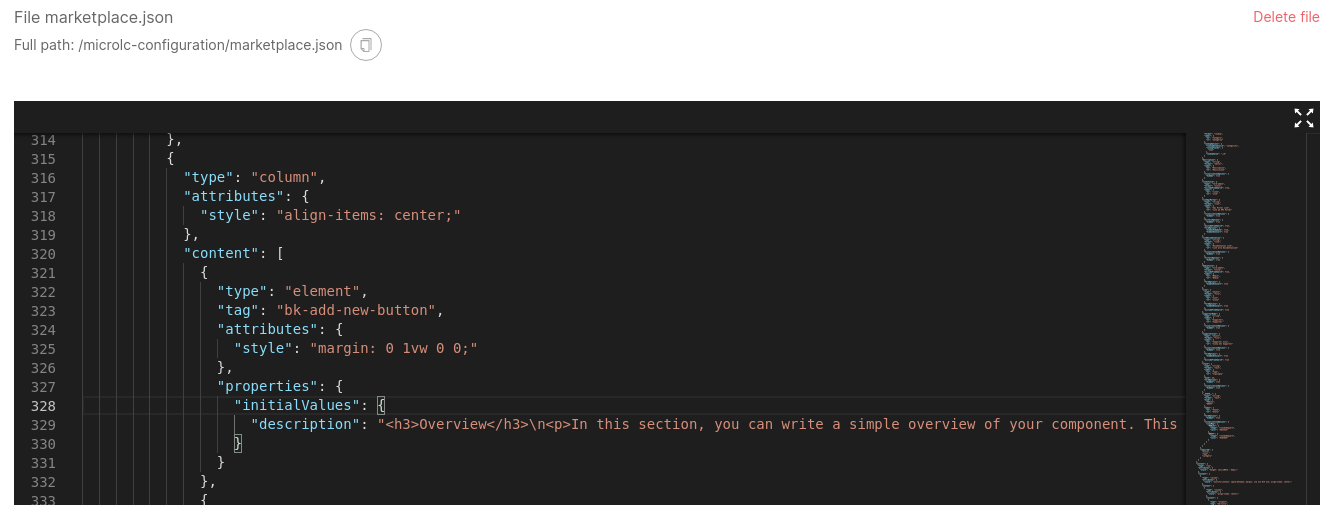 File marketplace.json
Delete file
Full path: /microlc-configuration/marketplace.json
314 },
315 {
316 "type": "column",
317 "attributes": {
318 "style": "align-items: center;"
319 },
320 "content": [
321 {
322 "type": "element",
323 "tag": "bk-add-new-button",
324 "attributes": {
325 "style": "margin: 0 1vw 0 0;"
326 },
327 "properties": {
328 "initialValues": {
329 "description": "<h3>Overview</h3>\n<p>In this section, you can write a simple overview of your component. This
330 }
331 }
332 },
333 {